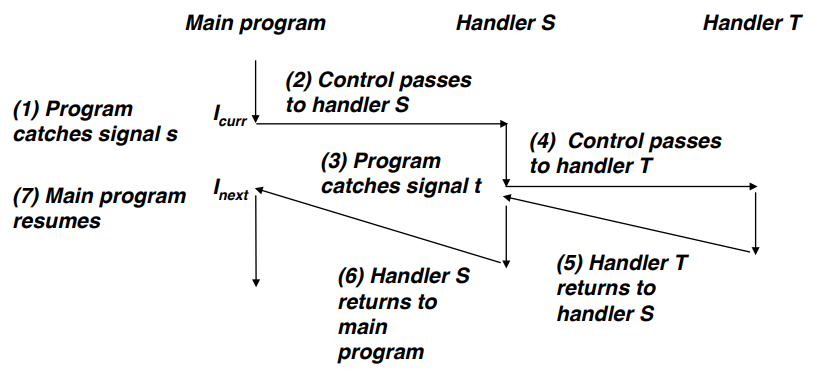 Main program
Handler S
Handler T
(1) Program
catches signal s
I curr
(2) Control passes
to handler S
(3) Program
catches signal t
(4) Control passes
to handler T
(7) Main program
resumes
I next
(6) Handler S
returns to
main
program
(5) Handler T
returns to
handler S